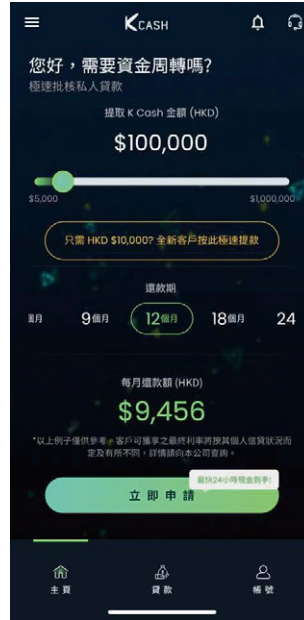 KCASH
您好，需要資金周轉嗎?
極速批核私人貸款
提取 K Cash 金額 (HKD)
$100,000
$5,000
$1,000,000
只需 HKD $10,000? 全新客戶按此極速提款
還款期
個月
9個月
12個月
18個月
24
每月還款額 (HKD)
$9,456
*以上例子僅供參考。客戶可獲享之最終利率將按其個人信貸狀況而
定及有所不同，詳情請向本公司查詢。
最快24小時現金到手!
立即申請
主頁
貸款
帳號